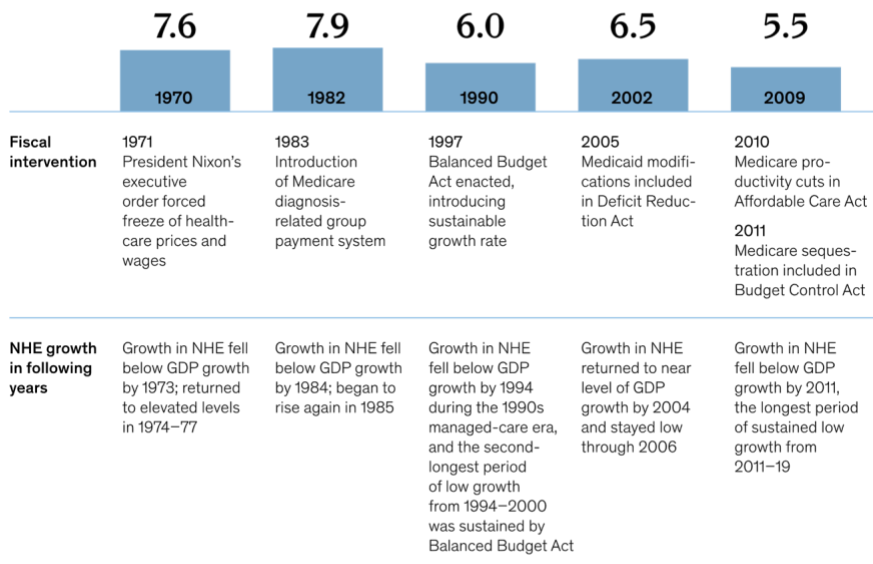 7.6
7.9
6.0
6.5
5.5
1970
1982
1990
2002
2009
Fiscal
intervention
1971
President Nixon's
executive
order forced
freeze of health-
care prices and
wages
1983
Introduction
of Medicare
diagnosis-
related group
payment system
1997
Balanced Budget
Act enacted,
introducing
sustainable
growth rate
2005
Medicaid modifi-
cations included
in Deficit Reduc-
tion Act
2010
Medicare pro-
ductivity cuts in
Affordable Care Act
2011
Medicare seques-
tration included in
Budget Control Act
NHE growth
in following
years
Growth in NHE fell
below GDP growth
by 1973; returned
to elevated levels
in 1974–77
Growth in NHE fell
below GDP growth
by 1984; began to
rise again in 1985
Growth in NHE
fell below GDP
growth by 1994
during the 1990s
managed-care era,
and the second-
longest period
of low growth
from 1994–2000
was sustained by
Balanced Budget Act
Growth in NHE
returned to near
level of GDP
growth by 2004
and stayed low
through 2006
Growth in NHE
fell below GDP
growth by 2011,
the longest period
of sustained low
growth from
2011–19